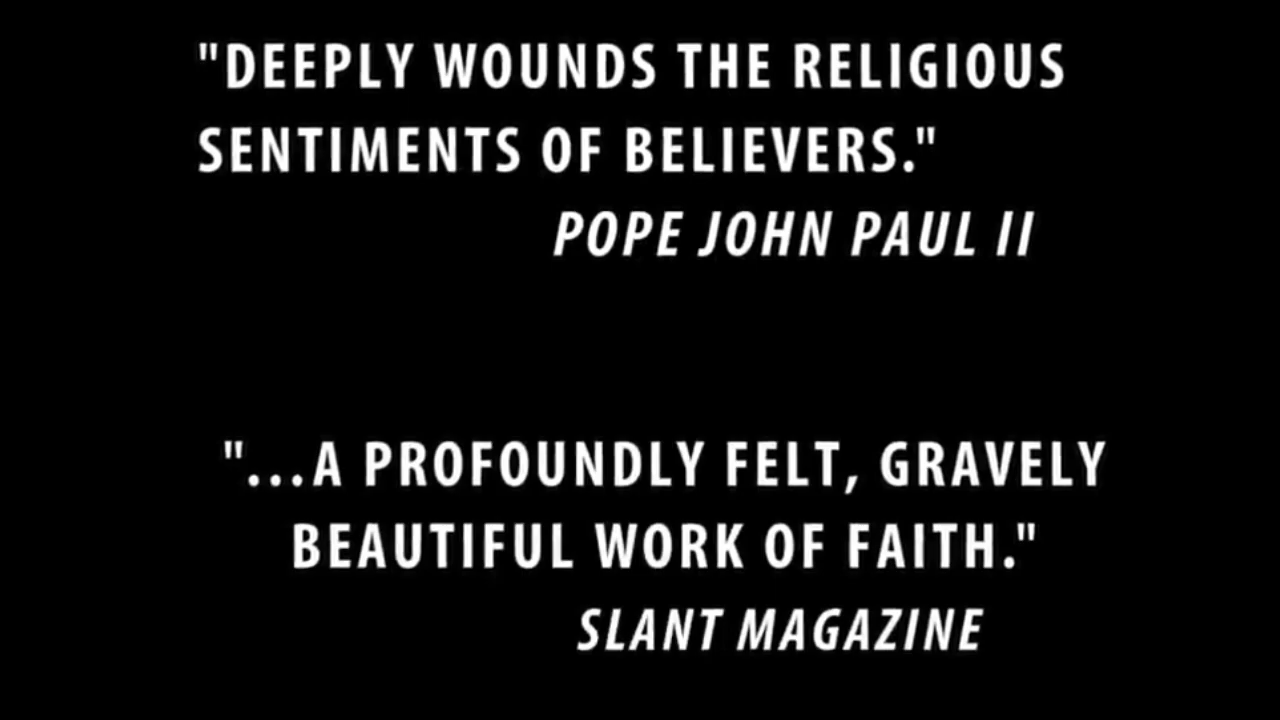 "DEEPLY WOUNDS THE RELIGIOUS
SENTIMENTS OF BELIEVERS."
POPE JOHN PAUL II
"...A PROFOUNDLY FELT, GRAVELY
BEAUTIFUL WORK OF FAITH."
SLANT MAGAZINE